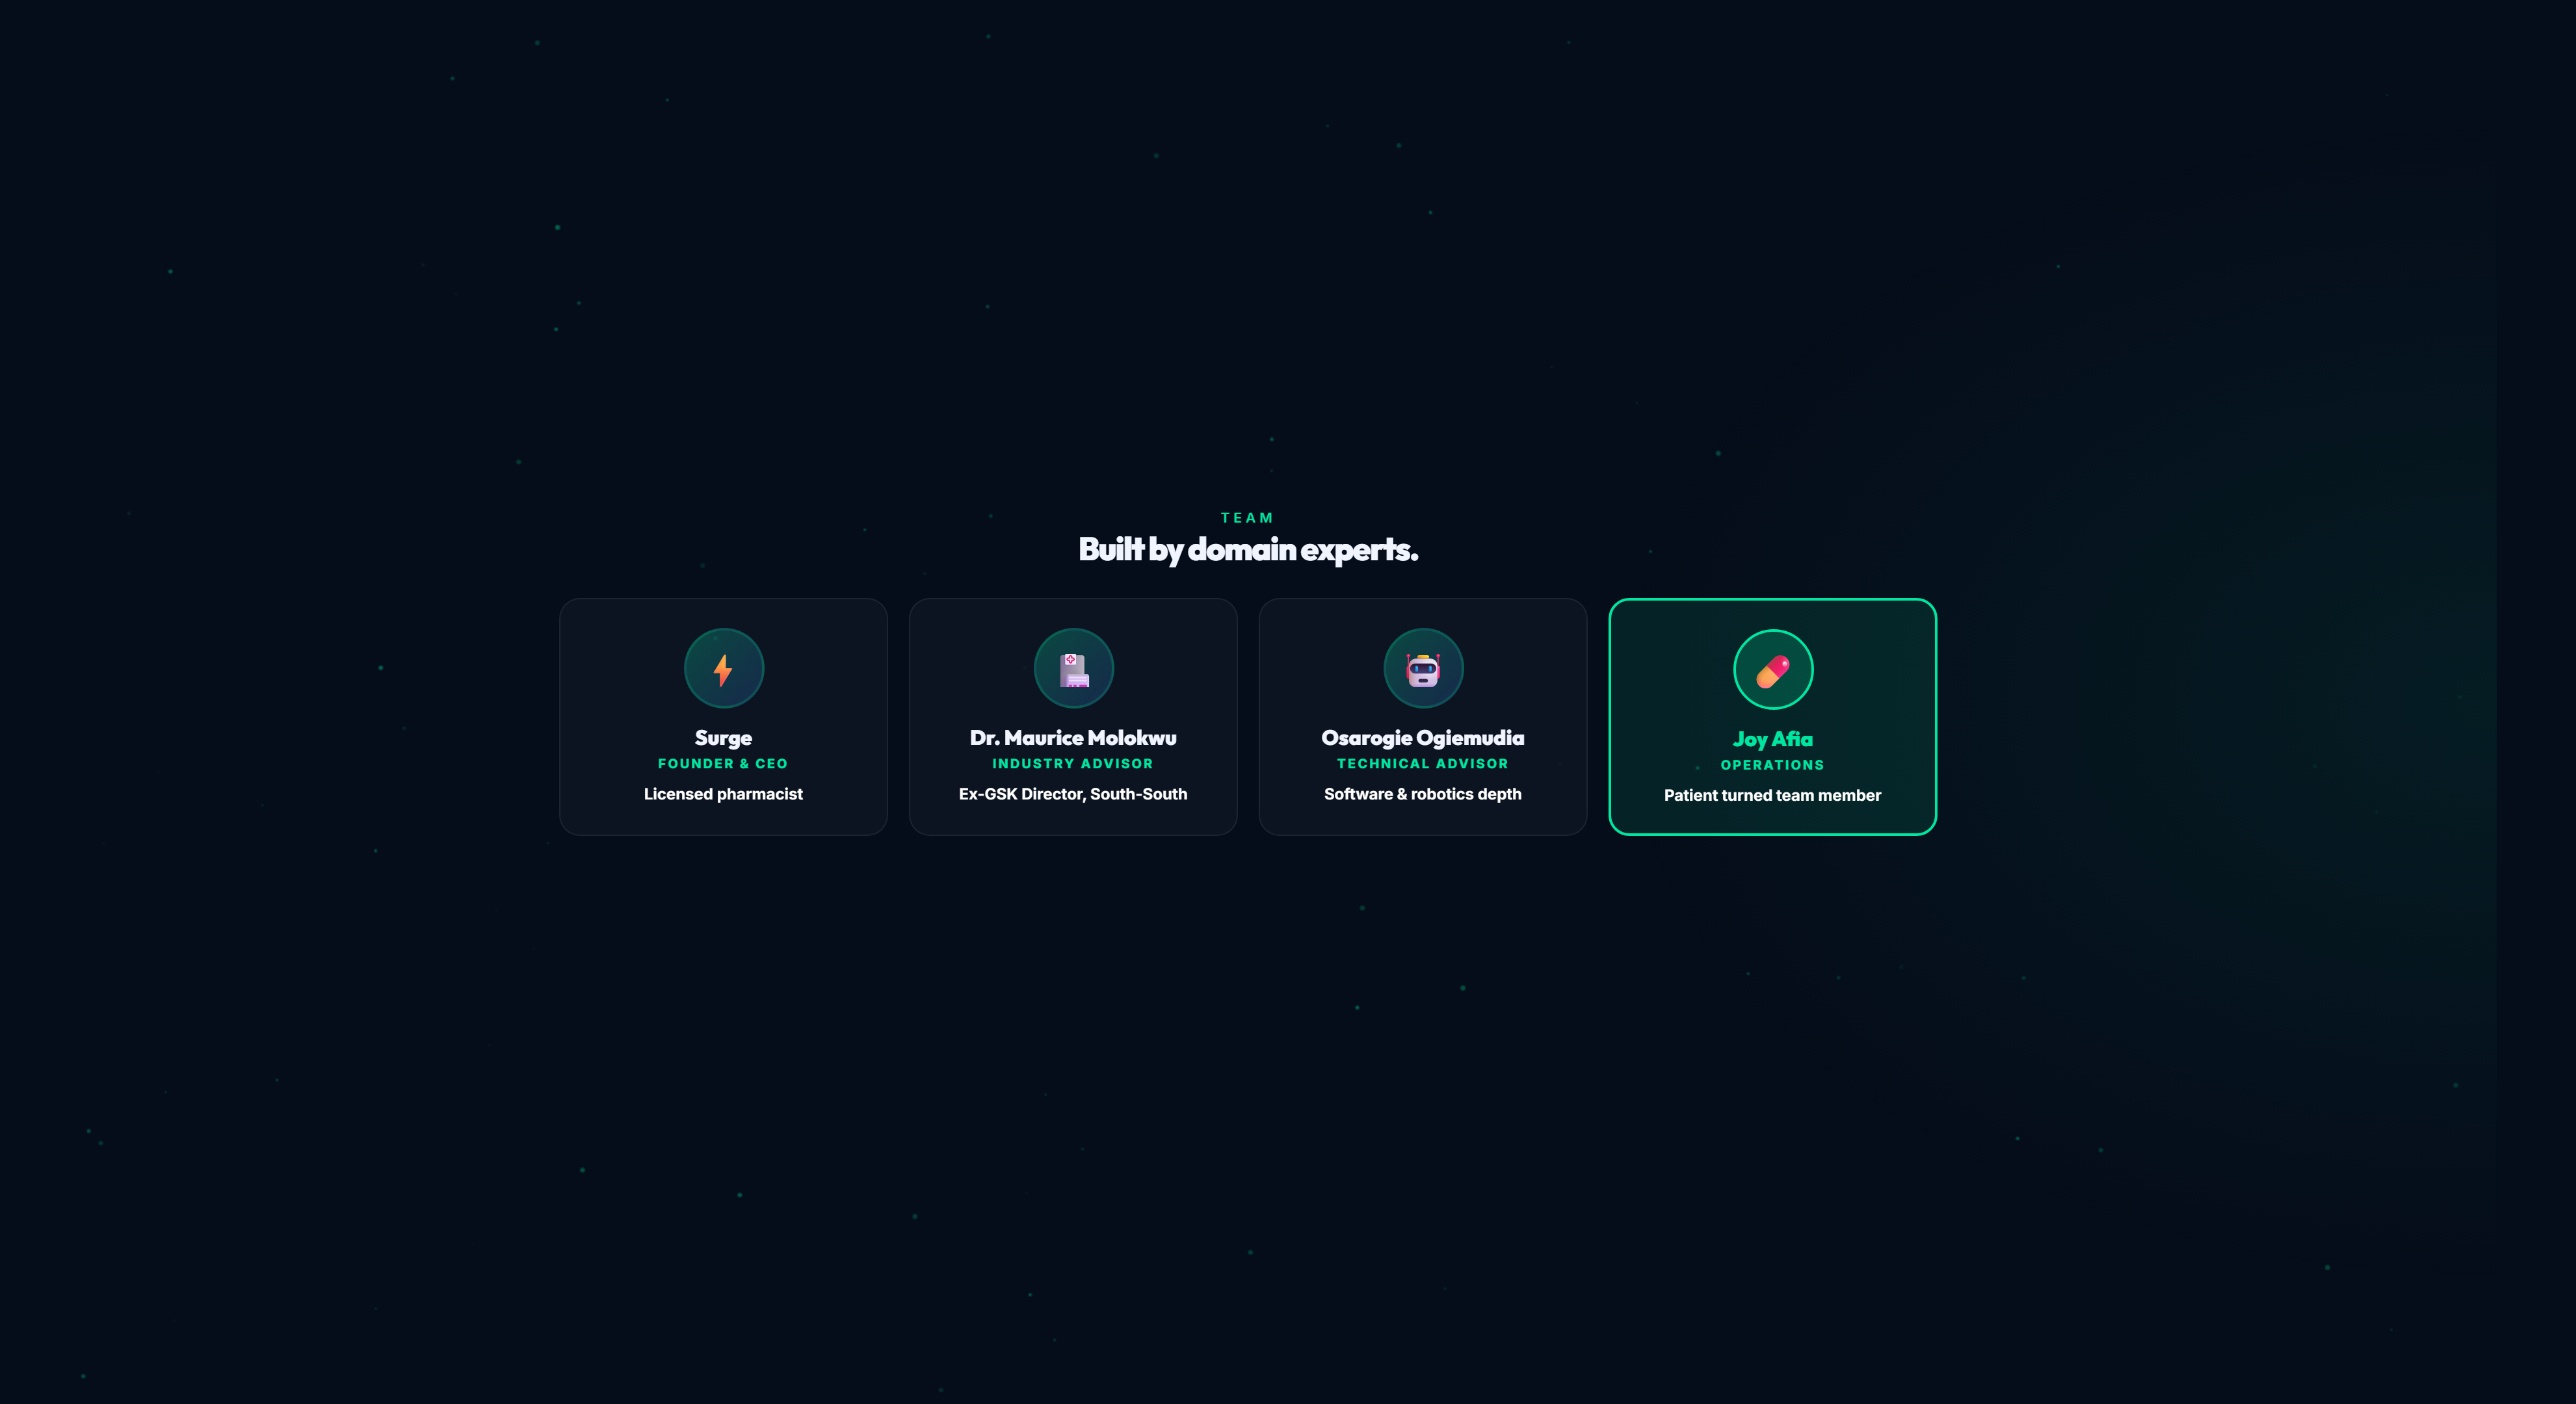 TEAM
Built by domain experts.
Surge
FOUNDER & CEO
Licensed pharmacist
Dr. Maurice Molokwu
INDUSTRY ADVISOR
Ex-GSK Director, South-South
Osarogie Ogiemudia
TECHNICAL ADVISOR
Software & robotics depth
Joy Afia
OPERATIONS
Patient turned team member